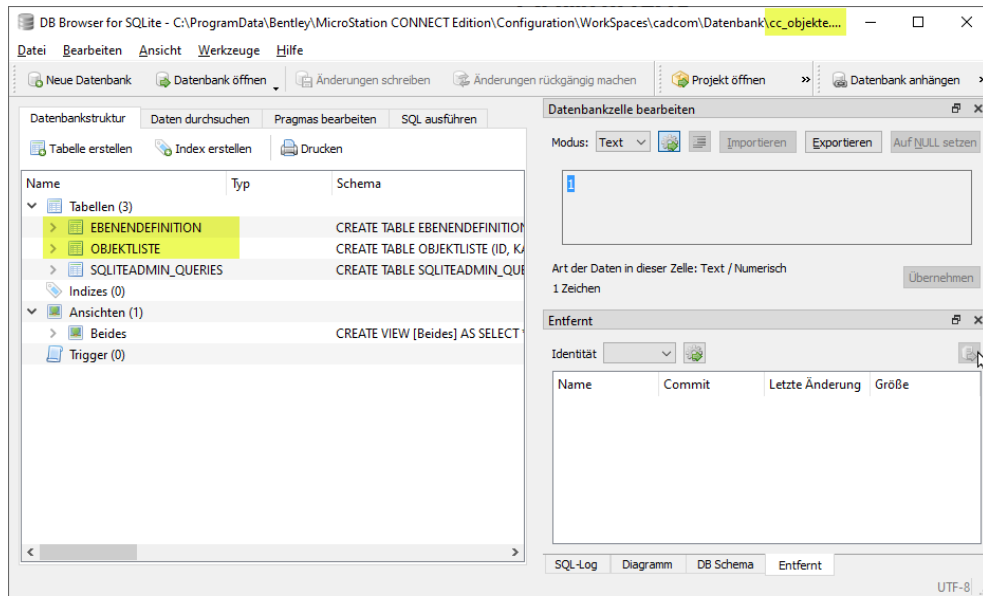 DB Browser for SQLite - C:\ProgramData\Bentley\MicroStation CONNECT Edition\Configuration\WorkSpaces\cadcom\Datenbank\cc_objekte....
Datei Bearbeiten Ansicht Werkzeuge Hilfe
Neue Datenbank Datenbank öffnen Änderungen schreiben Änderungen rückgängig machen Projekt öffnen » Datenbank anhängen »
Datenbankstruktur Daten durchsuchen Pragmas bearbeiten SQL ausführen
Tabelle erstellen Index erstellen Drucken
Name Typ Schema
Tabellen (3)
EBENENDEFINITION CREATE TABLE EBENENDEFINITION
OBJEKTLISTE CREATE TABLE OBJEKTLISTE (ID, KA
SQLITEADMIN_QUERIES CREATE TABLE SQLITEADMIN_QUE
Indizes (0)
Ansichten (1)
Beides CREATE VIEW [Beides] AS SELECT *
Trigger (0)
Datenbankzelle bearbeiten
Modus: Text Importieren Exportieren Auf NULL setzen
1
Art der Daten in dieser Zelle: Text / Numerisch
1 Zeichen
Übernehmen
Entfernt
Identität
Name Commit Letzte Änderung Größe
SQL-Log Diagramm DB Schema Entfernt
UTF-8